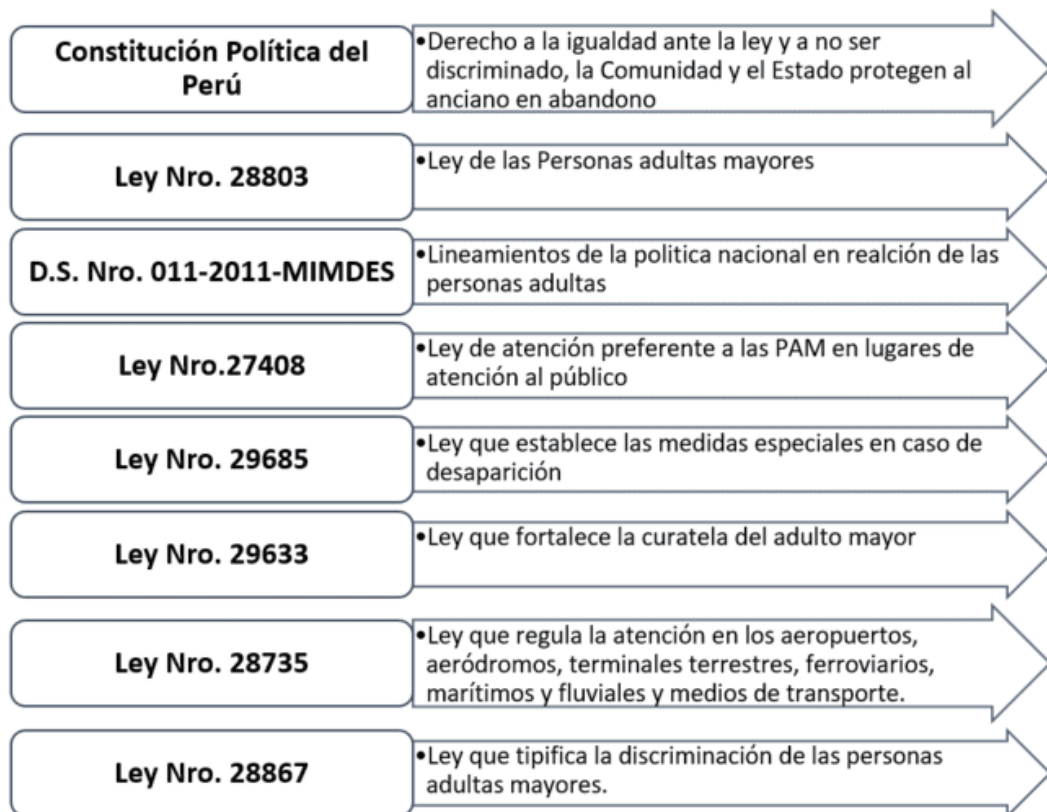 Constitución Política del
Perú
•Derecho a la igualdad ante la ley y a no ser
discriminado, la Comunidad y el Estado protegen al
anciano en abandono
Ley Nro. 28803
•Ley de las Personas adultas mayores
D.S. Nro. 011-2011-MIMDES
•Lineamientos de la politica nacional en realción de las
personas adultas
Ley Nro.27408
•Ley de atención preferente a las PAM en lugares de
atención al público
Ley Nro. 29685
•Ley que establece las medidas especiales en caso de
desaparición
Ley Nro. 29633
•Ley que fortalece la curatela del adulto mayor
Ley Nro. 28735
•Ley que regula la atención en los aeropuertos,
aeródromos, terminales terrestres, ferroviarios,
marítimos y fluviales y medios de transporte.
Ley Nro. 28867
•Ley que tipifica la discriminación de las personas
adultas mayores.